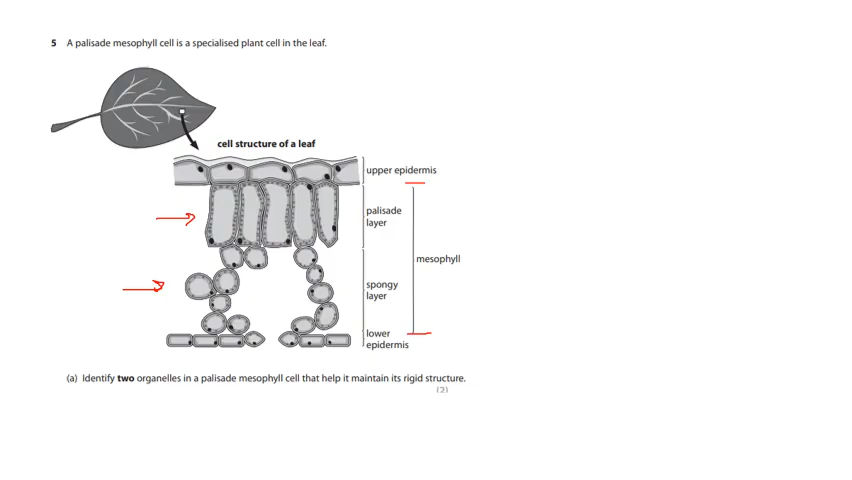 5 A palisade mesophyll cell is a specialised plant cell in the leaf.
cell structure of a leaf
upper epidermis
palisade
layer
mesophyll
spongy
layer
lower
epidermis
(a) Identify two organelles in a palisade mesophyll cell that help it maintain its rigid structure.
(2)